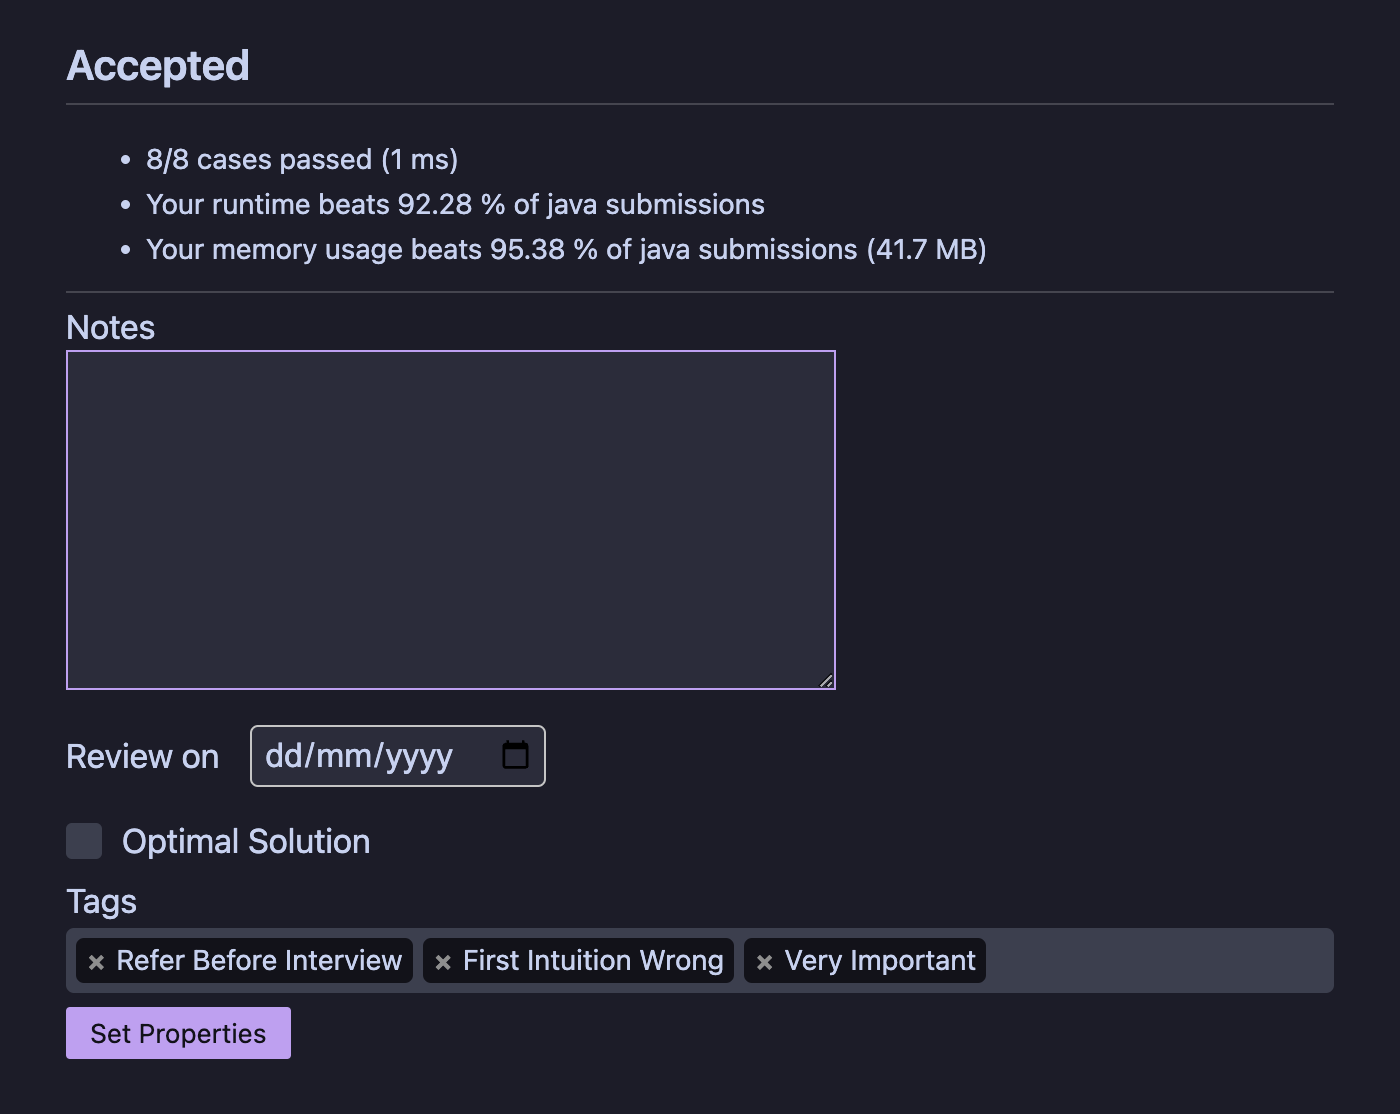 Accepted
• 8/8 cases passed (1 ms)
• Your runtime beats 92.28 % of java submissions
• Your memory usage beats 95.38 % of java submissions (41.7 MB)
Notes
Review on dd/mm/yyyy
Optimal Solution
Tags
× Refer Before Interview × First Intuition Wrong × Very Important
Set Properties